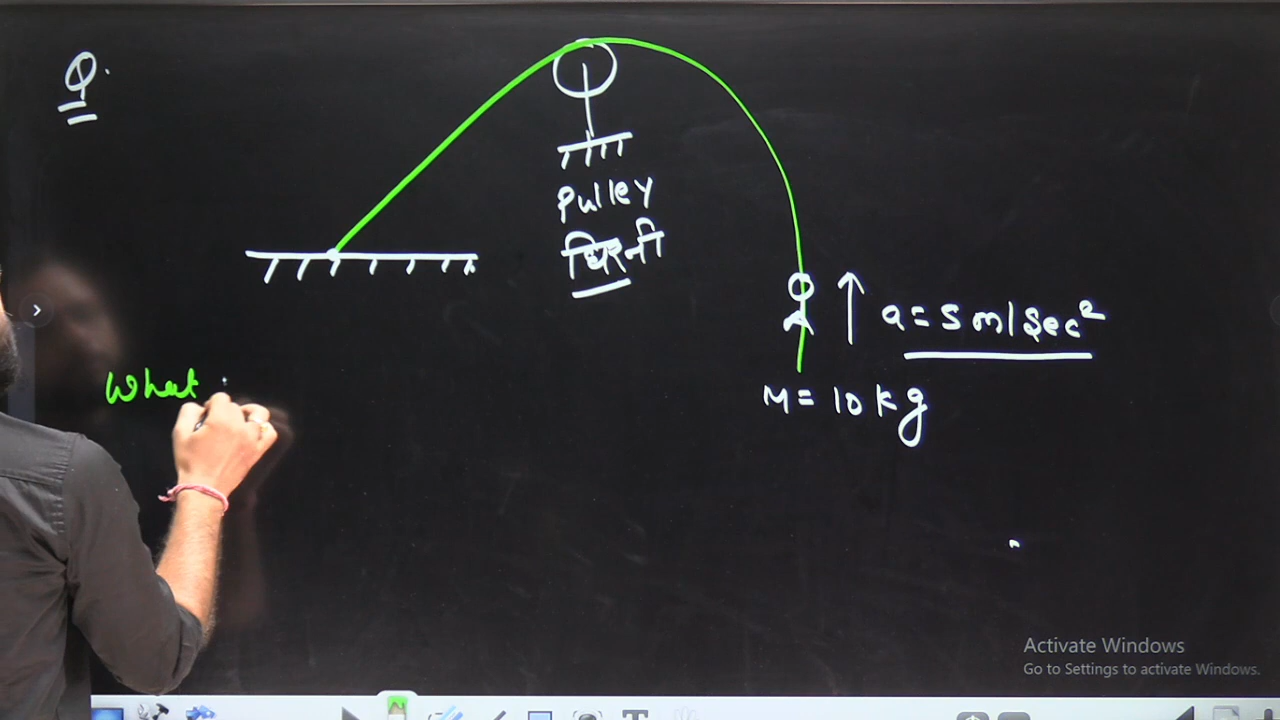 Q.
Pulley
घिरनी
a = 5 m/sec²
M = 10 kg
What
Activate Windows
Go to Settings to activate Windows.